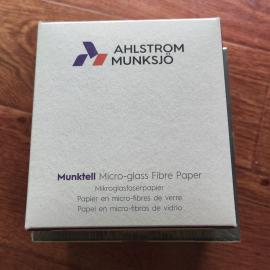 AHLSTROM
MUNKSJÖ
Munktell Micro-glass Fibre Paper
Mikroglasfaserpapier
Papier en micro-fibres de verre
Papel en micro-fibras de vidrio